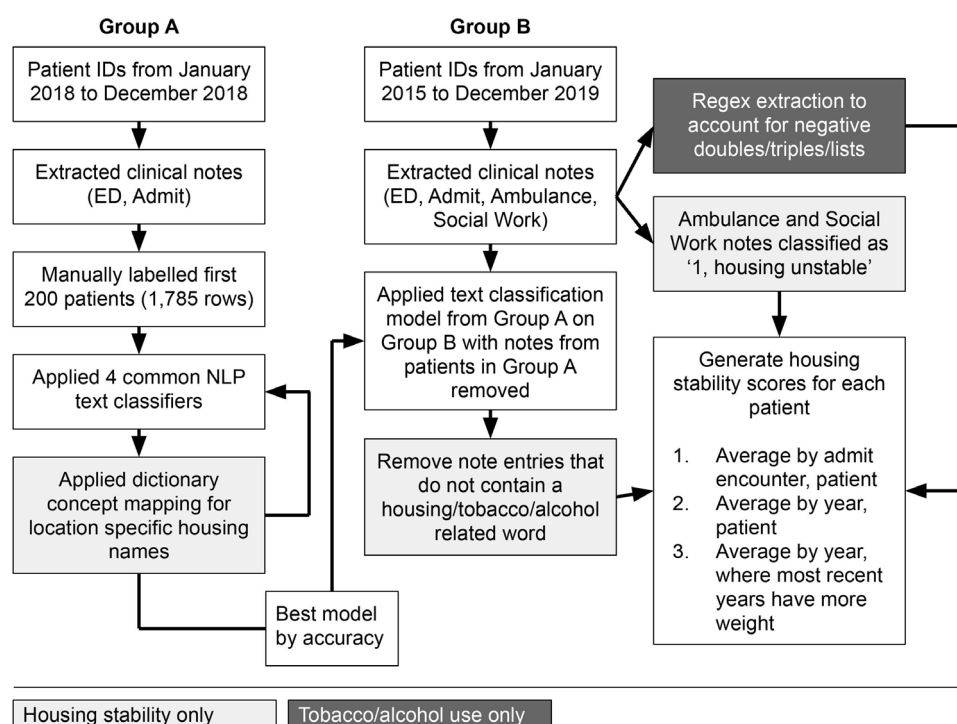 Group A
Patient IDs from January
2018 to December 2018
Extracted clinical notes
(ED, Admit)
Manually labelled first
200 patients (1,785 rows)
Applied 4 common NLP
text classifiers
Applied dictionary
concept mapping for
location specific housing
names
Best model
by accuracy
Group B
Patient IDs from January
2015 to December 2019
Extracted clinical notes
(ED, Admit, Ambulance,
Social Work)
Applied text classification
model from Group A on
Group B with notes from
patients in Group A
removed
Remove note entries that
do not contain a
housing/tobacco/alcohol
related word
Regex extraction to
account for negative
doubles/triples/lists
Ambulance and Social
Work notes classified as
‘1, housing unstable’
Generate housing
stability scores for each
patient
1. Average by admit
encounter, patient
2. Average by year,
patient
3. Average by year,
where most recent
years have more
weight
Housing stability only
Tobacco/alcohol use only